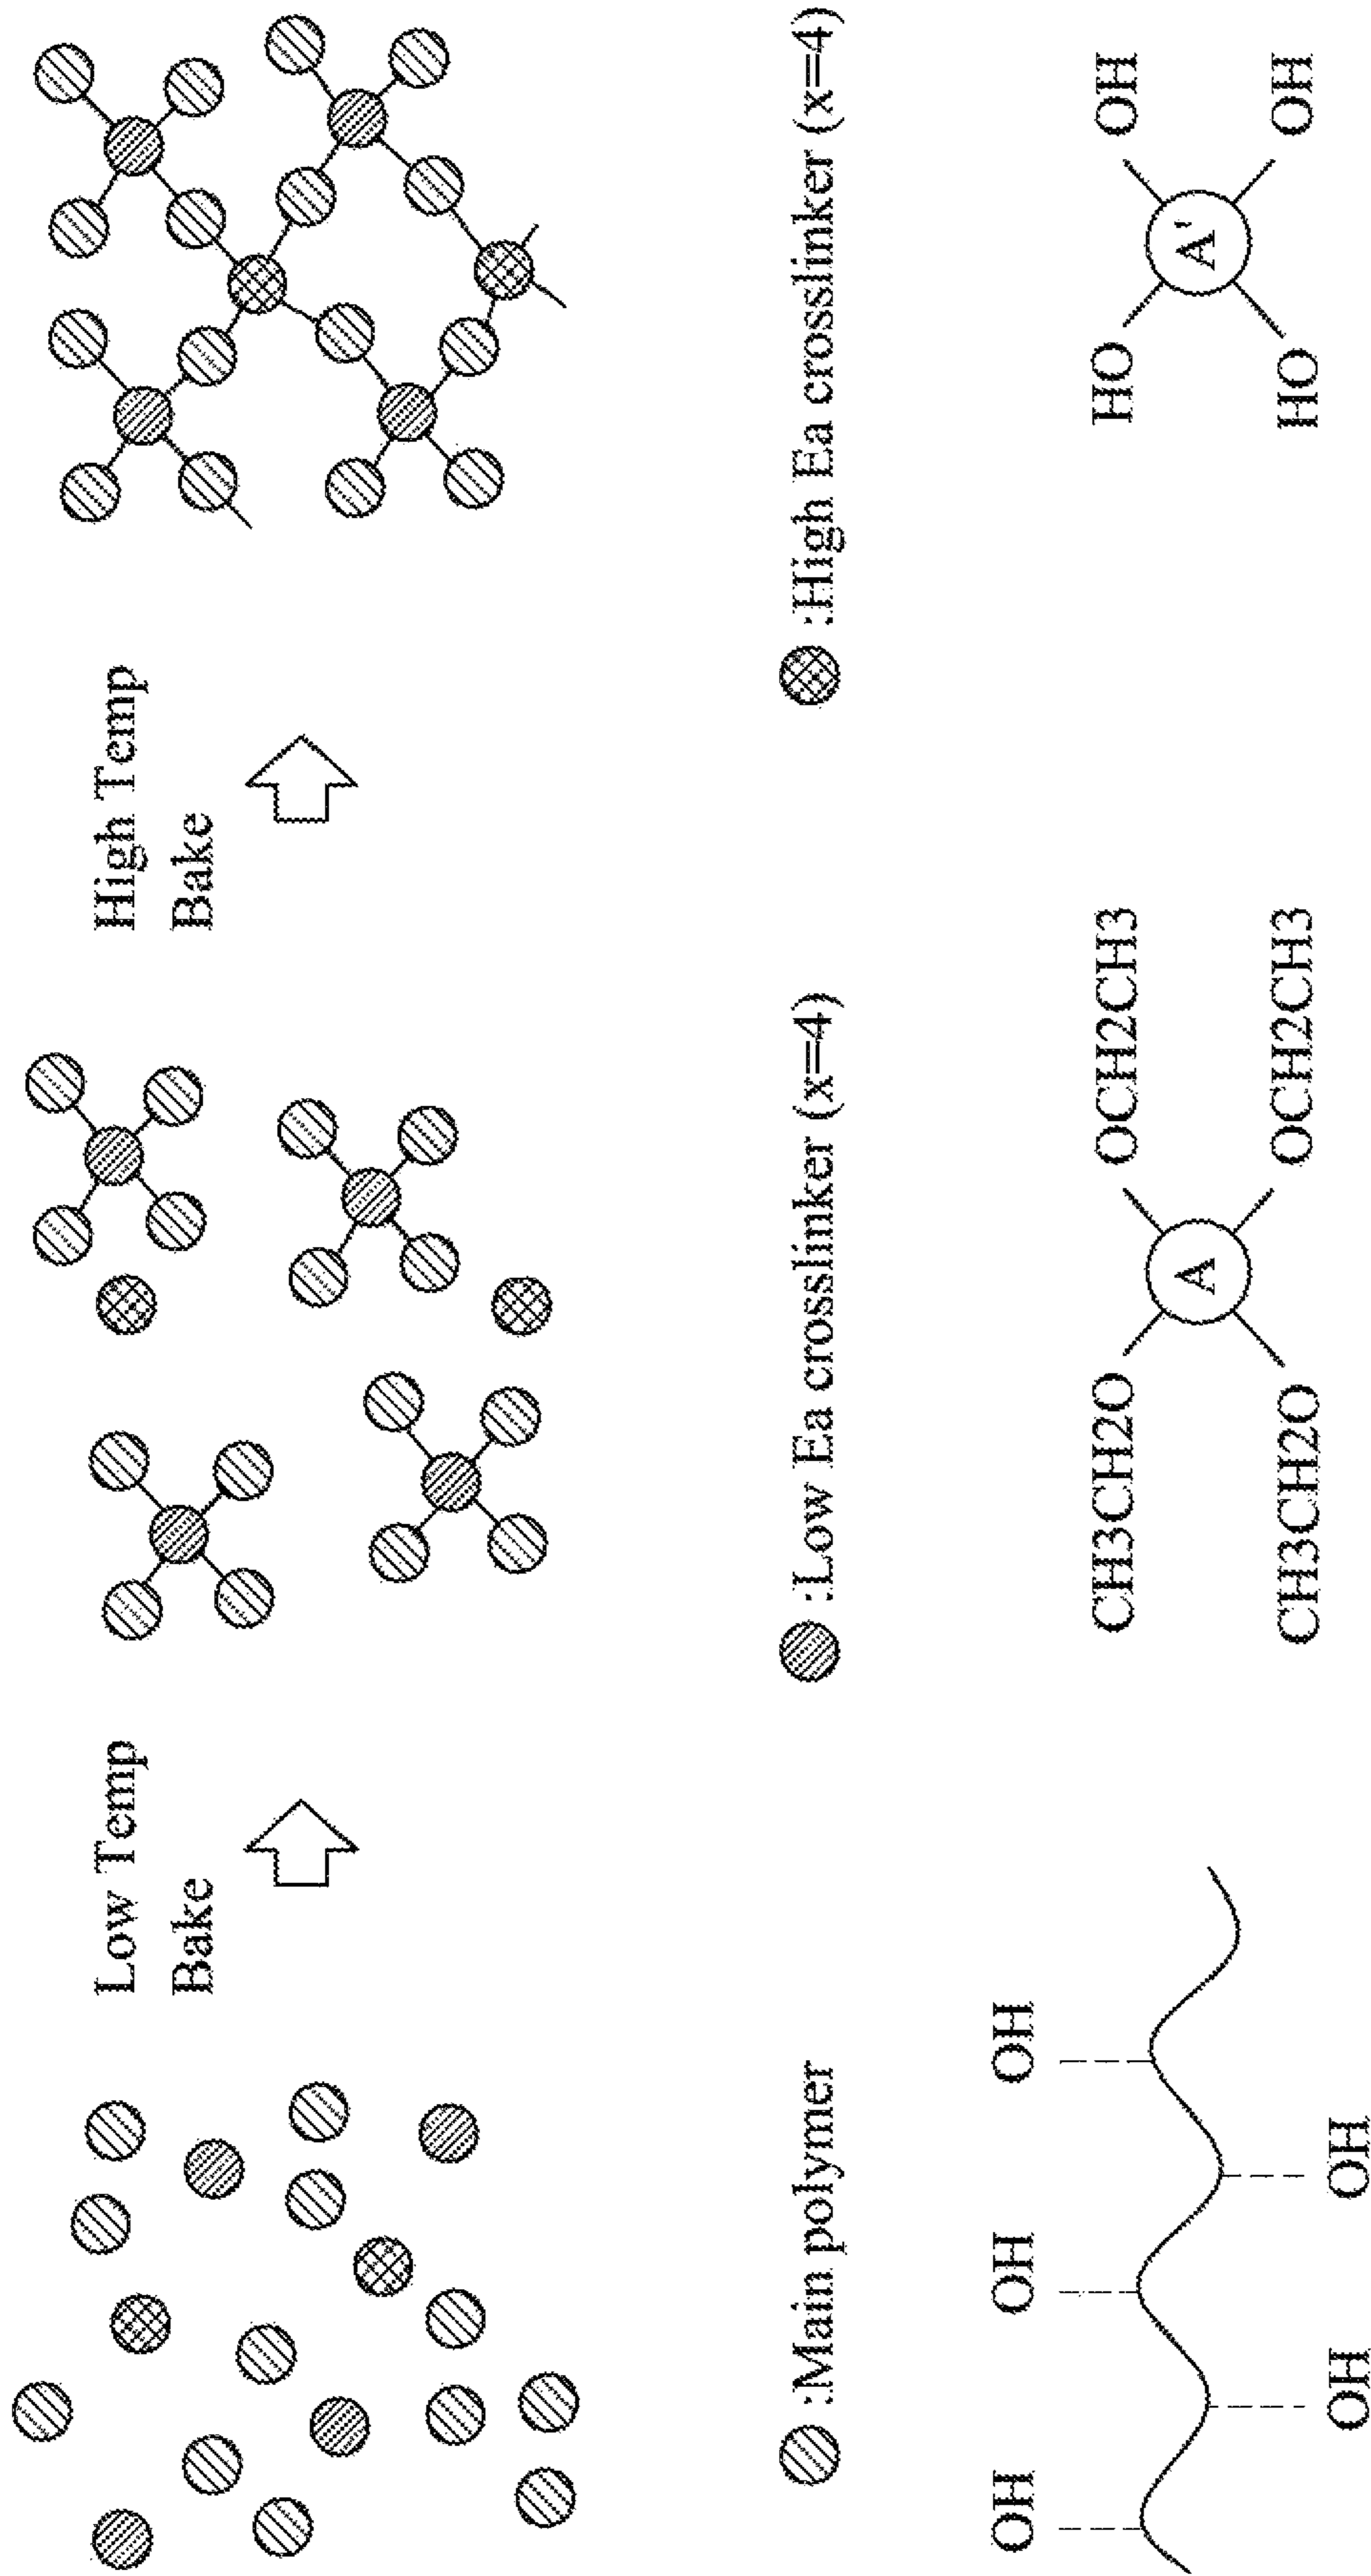 Low Temp
Bake
High Temp
Bake
:Main polymer
:Low Ea crosslinker (x=4)
:High Ea crosslinker (x=4)
OH
OH
OH
OH
OH
CH3CH2O
OCH2CH3
A
CH3CH2O
OCH2CH3
HO
OH
A'
HO
OH